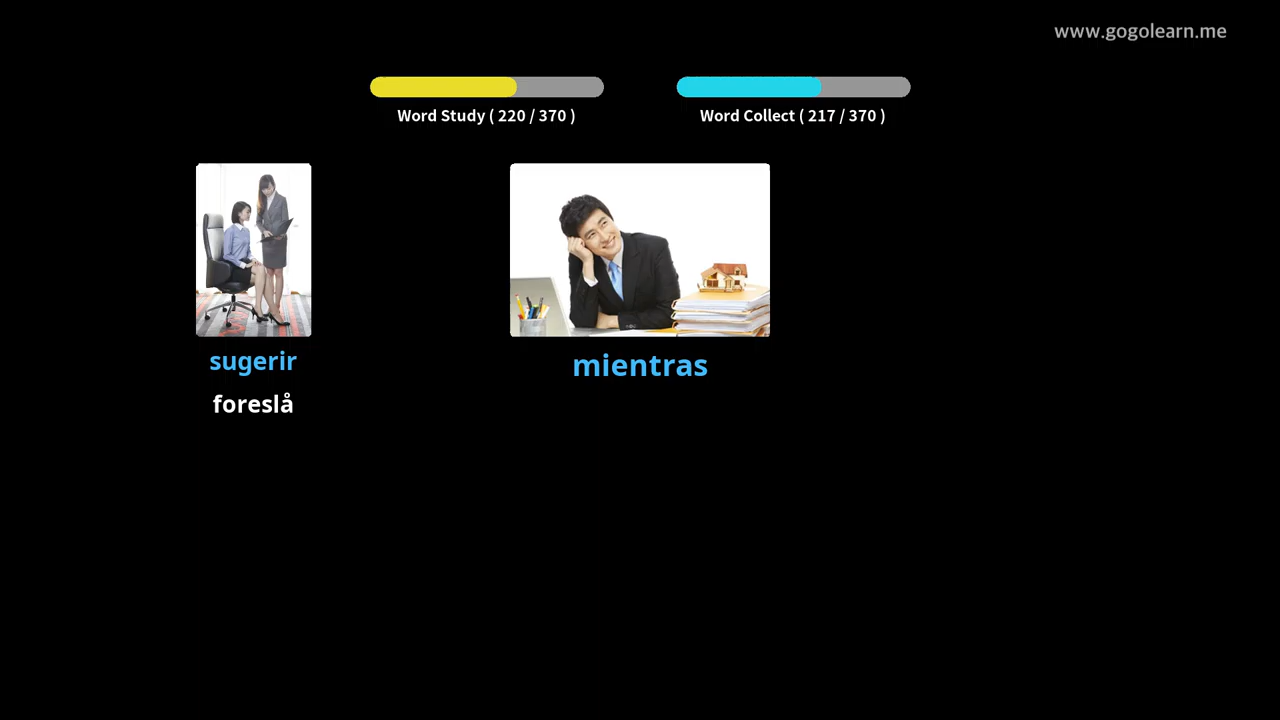 www.gogolearn.me
Word Study ( 220 / 370 )
Word Collect ( 217 / 370 )
sugerir
foreslå
mientras